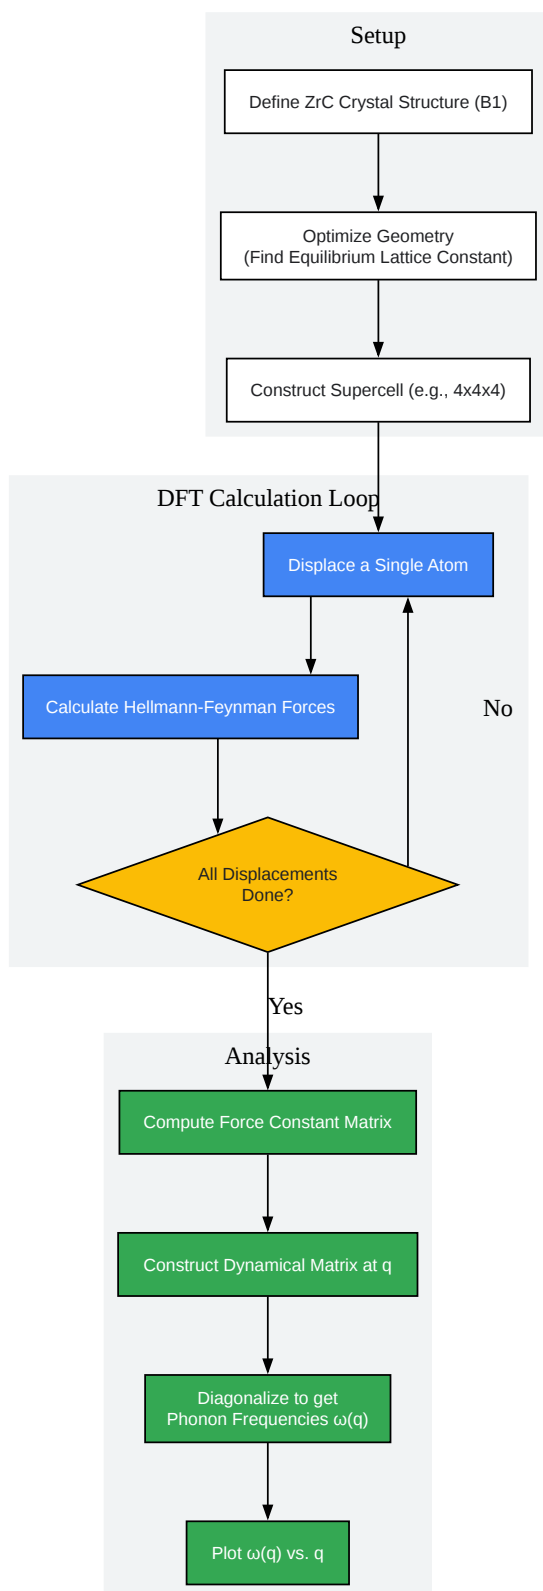 Setup
Define ZrC Crystal Structure (B1)
Optimize Geometry
(Find Equilibrium Lattice Constant)
Construct Supercell (e.g., 4x4x4)
DFT Calculation Loop
Displace a Single Atom
Calculate Hellmann-Feynman Forces
No
All Displacements
Done?
Yes
Analysis
Compute Force Constant Matrix
Construct Dynamical Matrix at q
Diagonalize to get
Phonon Frequencies ω(q)
Plot ω(q) vs. q